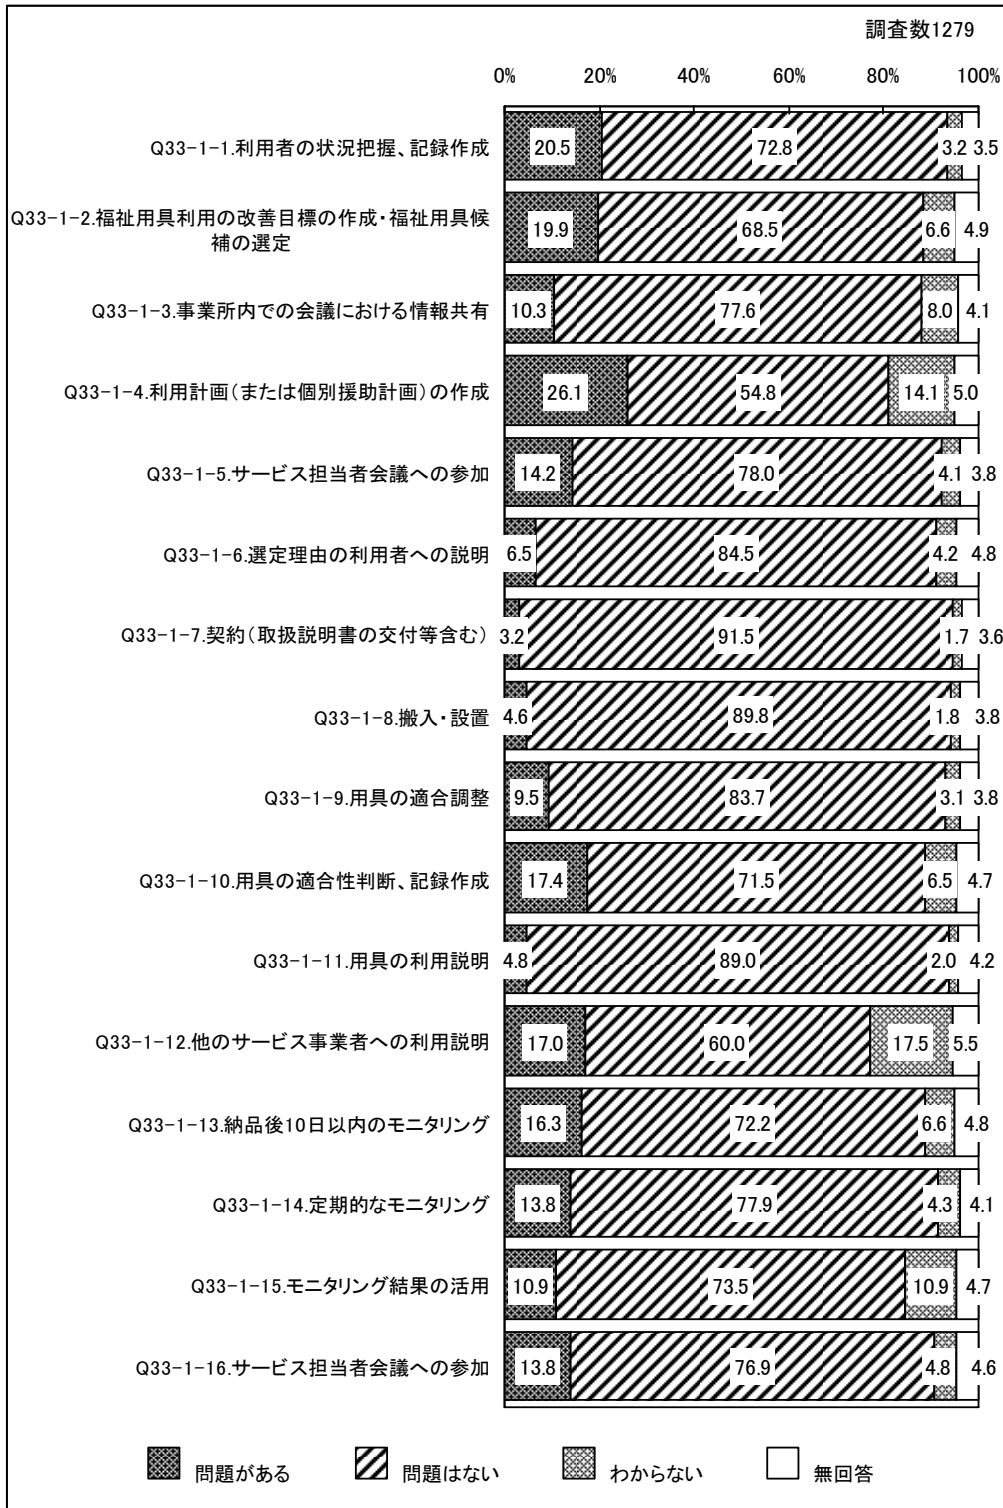 調査数1279
0% 20% 40% 60% 80% 100%
Q33-1-1.利用者の状況把握、記録作成 20.5 72.8 3.2 3.5
Q33-1-2.福祉用具利用の改善目標の作成・福祉用具候
補の選定 19.9 68.5 6.6 4.9
Q33-1-3.事業所内での会議における情報共有 10.3 77.6 8.0 4.1
Q33-1-4.利用計画(または個別援助計画)の作成 26.1 54.8 14.1 5.0
Q33-1-5.サービス担当者会議への参加 14.2 78.0 4.1 3.8
Q33-1-6.選定理由の利用者への説明 6.5 84.5 4.2 4.8
Q33-1-7.契約(取扱説明書の交付等含む) 3.2 91.5 1.7 3.6
Q33-1-8.搬入・設置 4.6 89.8 1.8 3.8
Q33-1-9.用具の適合調整 9.5 83.7 3.1 3.8
Q33-1-10.用具の適合性判断、記録作成 17.4 71.5 6.5 4.7
Q33-1-11.用具の利用説明 4.8 89.0 2.0 4.2
Q33-1-12.他のサービス事業者への利用説明 17.0 60.0 17.5 5.5
Q33-1-13.納品後10日以内のモニタリング 16.3 72.2 6.6 4.8
Q33-1-14.定期的なモニタリング 13.8 77.9 4.3 4.1
Q33-1-15.モニタリング結果の活用 10.9 73.5 10.9 4.7
Q33-1-16.サービス担当者会議への参加 13.8 76.9 4.8 4.6
問題がある 問題はない わからない 無回答